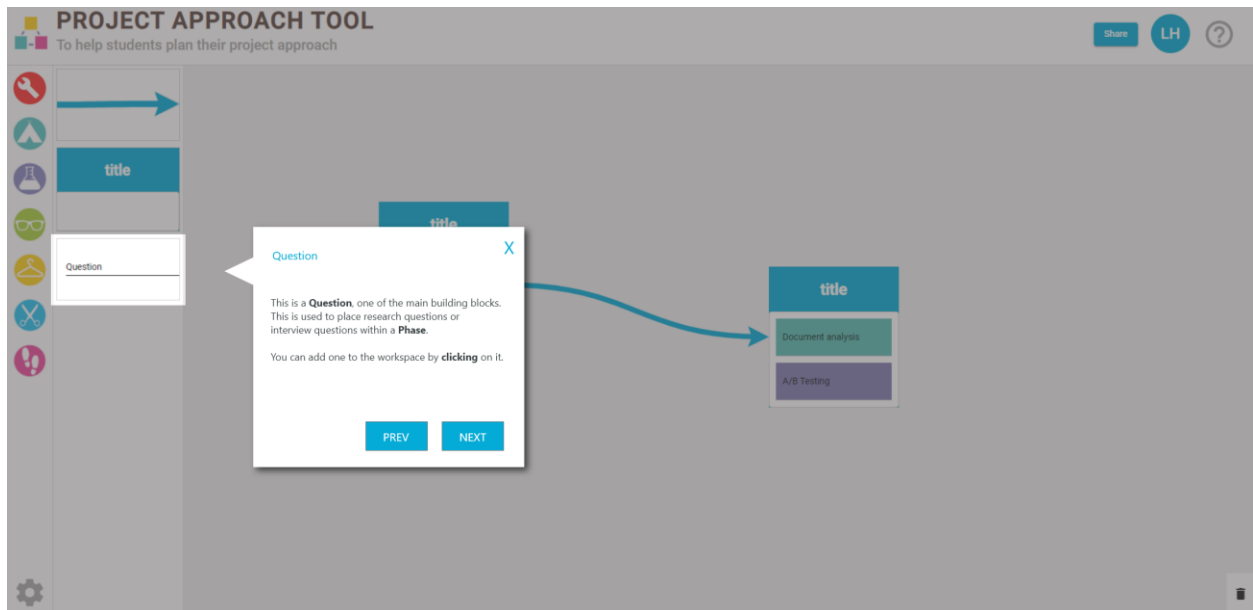 PROJECT APPROACH TOOL
To help students plan their project approach
Share
LH
?
title
Question
title
Question
X
This is a Question, one of the main building blocks.
This is used to place research questions or
interview questions within a Phase.
You can add one to the workspace by clicking on it.
PREV
NEXT
title
Document analysis
A/B Testing